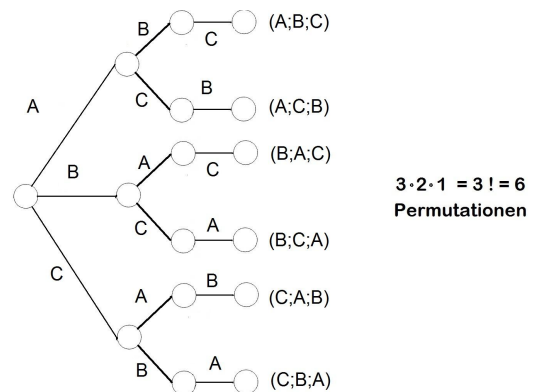 B
C
(A;B;C)
A
C
B
(A;C;B)
B
A
C
(B;A;C)
C
A
(B;C;A)
C
A
B
(C;A;B)
B
A
(C;B;A)
3∘2∘1 = 3 ! = 6
Permutationen